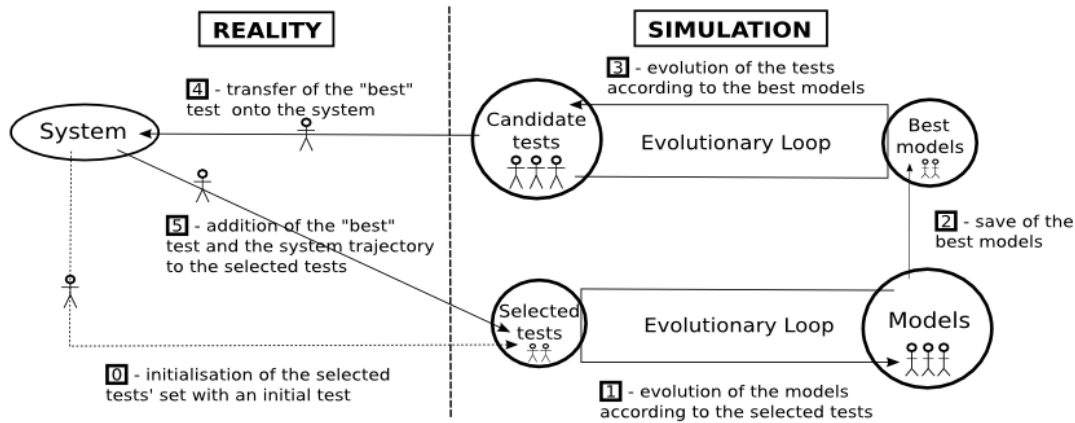 REALITY
SIMULATION
4 - transfer of the "best"
test onto the system
3 - evolution of the tests
according to the best models
System
Candidate
tests
Evolutionary Loop
Best
models
5 - addition of the "best"
test and the system trajectory
to the selected tests
2 - save of the
best models
Selected
tests
Evolutionary Loop
Models
0 - initialisation of the selected
tests' set with an initial test
1 - evolution of the models
according to the selected tests